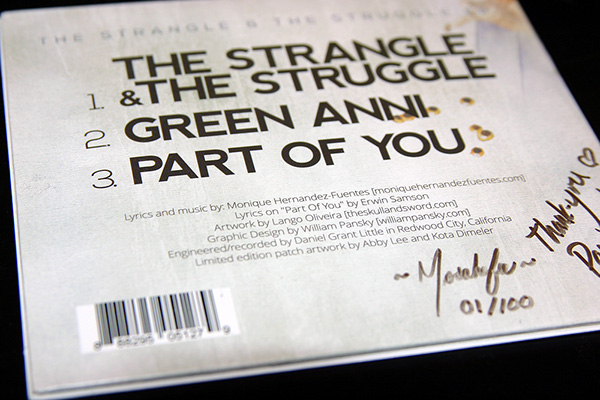 THE STRANGLE & THE STRUGGLE
1. THE STRANGLE
&THE STRUGGLE
2. GREEN ANNI
3. PART OF YOU
Lyrics and music by: Monique Hernandez-Fuentes [moniquehernandezfuentes.com]
Lyrics on "Part Of You" by Erwin Samson
Artwork by Lango Oliveira [theskullandsword.com]
Graphic Design by William Pansky [williampansky.com]
Engineered/recorded by Daniel Grant Little in Redwood City, California
Limited edition patch artwork by Abby Lee and Kota Dimeler
Thank you ♡
01/100